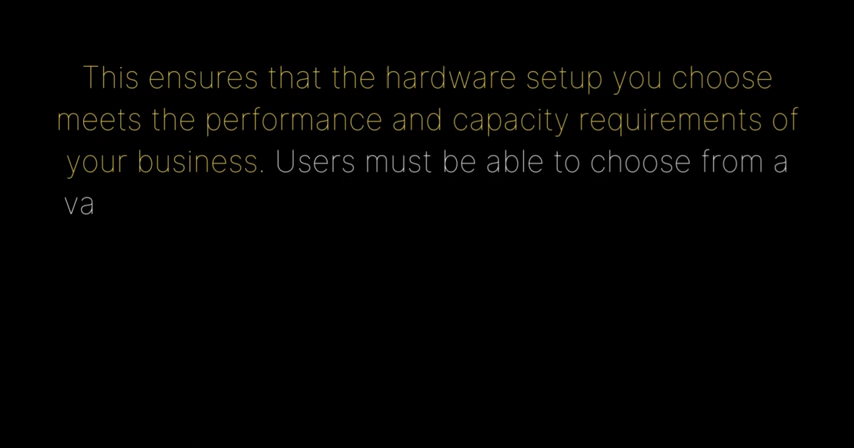 This ensures that the hardware setup you choose
meets the performance and capacity requirements of
your business. Users must be able to choose from a
va